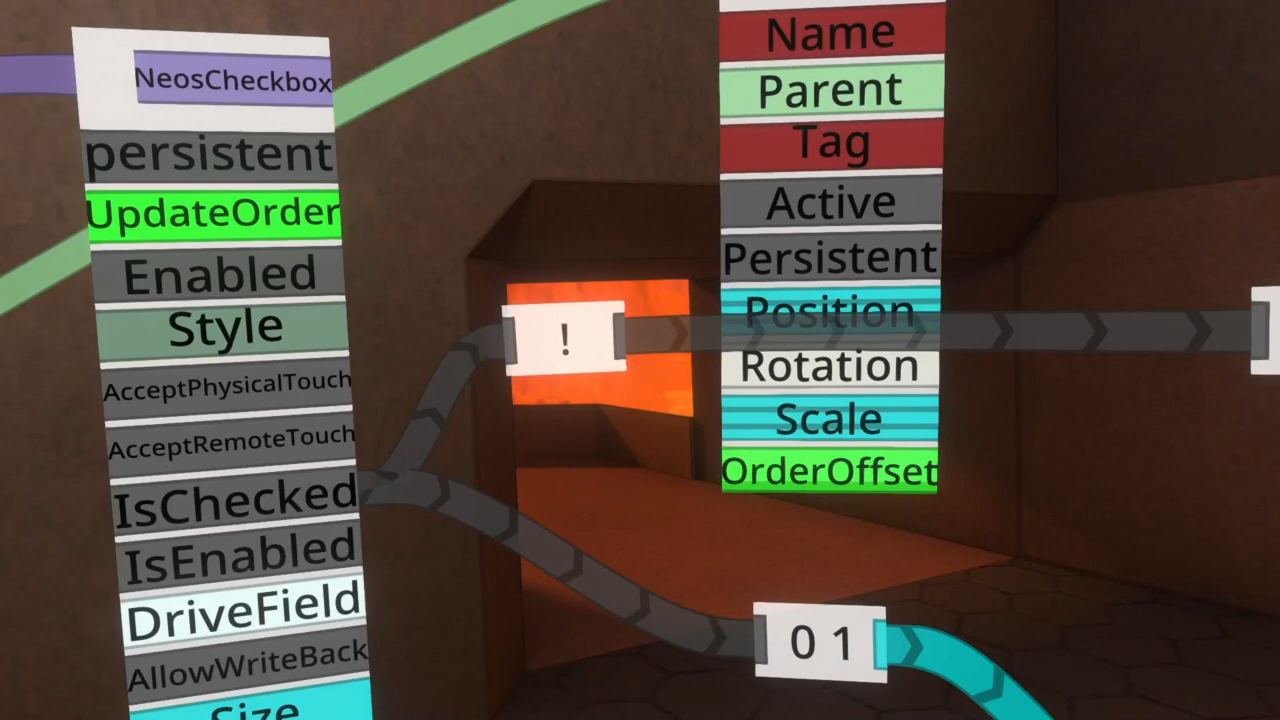 NeosCheckbox
persistent
UpdateOrder
Enabled
Style
AcceptPhysicalTouch
AcceptRemoteTouch
IsChecked
IsEnabled
DriveField
AllowWriteBack
Size
!
0 1
Name
Parent
Tag
Active
Persistent
Position
Rotation
Scale
OrderOffset